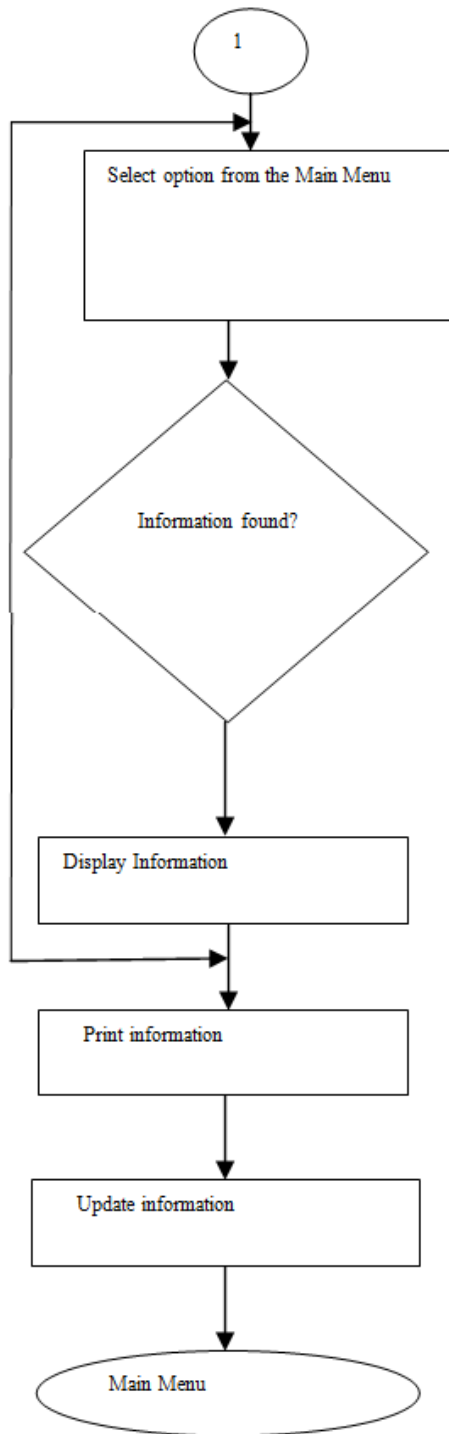 1
Select option from the Main Menu
Information found?
Display Information
Print information
Update information
Main Menu